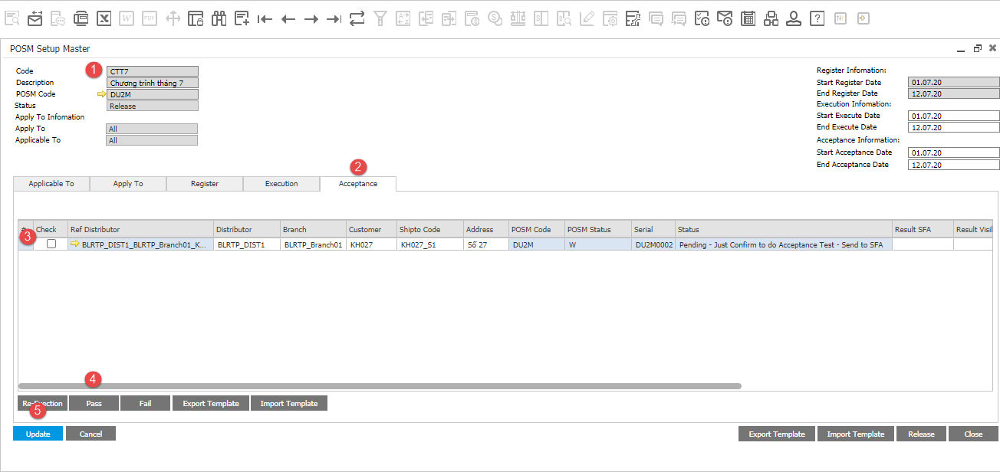 W
PDF
POSM Setup Master
1
Code CTT7
Description Chương trình tháng 7
POSM Code DU2M
Status Release
Apply To Infomation
Apply To All
Applicable To All
Register Infomation:
Start Register Date 01.07.20
End Register Date 12.07.20
Execution Infomation:
Start Execute Date 01.07.20
End Execute Date 12.07.20
Acceptance Information:
Start Acceptance Date 01.07.20
End Acceptance Date 12.07.20
2
Applicable To Apply To Register Execution Acceptance
# Check Ref Distributor Distributor Branch Customer Shipto Code Address POSM Code POSM Status Serial Status Result SFA Result Visil
3
BLRTP_DIST1_BLRTP_Branch01_K... BLRTP_DIST1 BLRTP_Branch01 KH027 KH027_S1 Số 27 DU2M W DU2M0002 Pending - Just Confirm to do Acceptance Test - Send to SFA
4
Pass Fail Export Template Import Template
5
Update Cancel Export Template Import Template Release Close